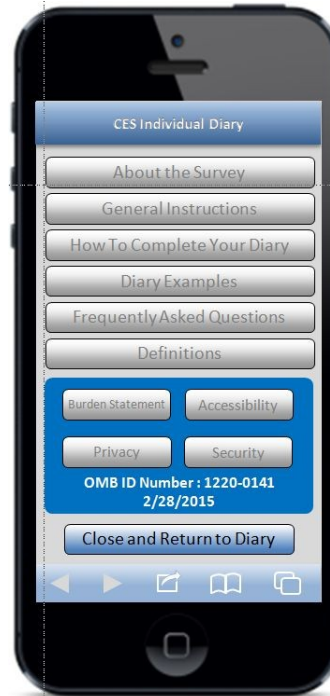 CES Individual Diary
About the Survey
General Instructions
How To Complete Your Diary
Diary Examples
Frequently Asked Questions
Definitions
Burden Statement
Accessibility
Privacy
Security
OMB ID Number : 1220-0141
2/28/2015
Close and Return to Diary